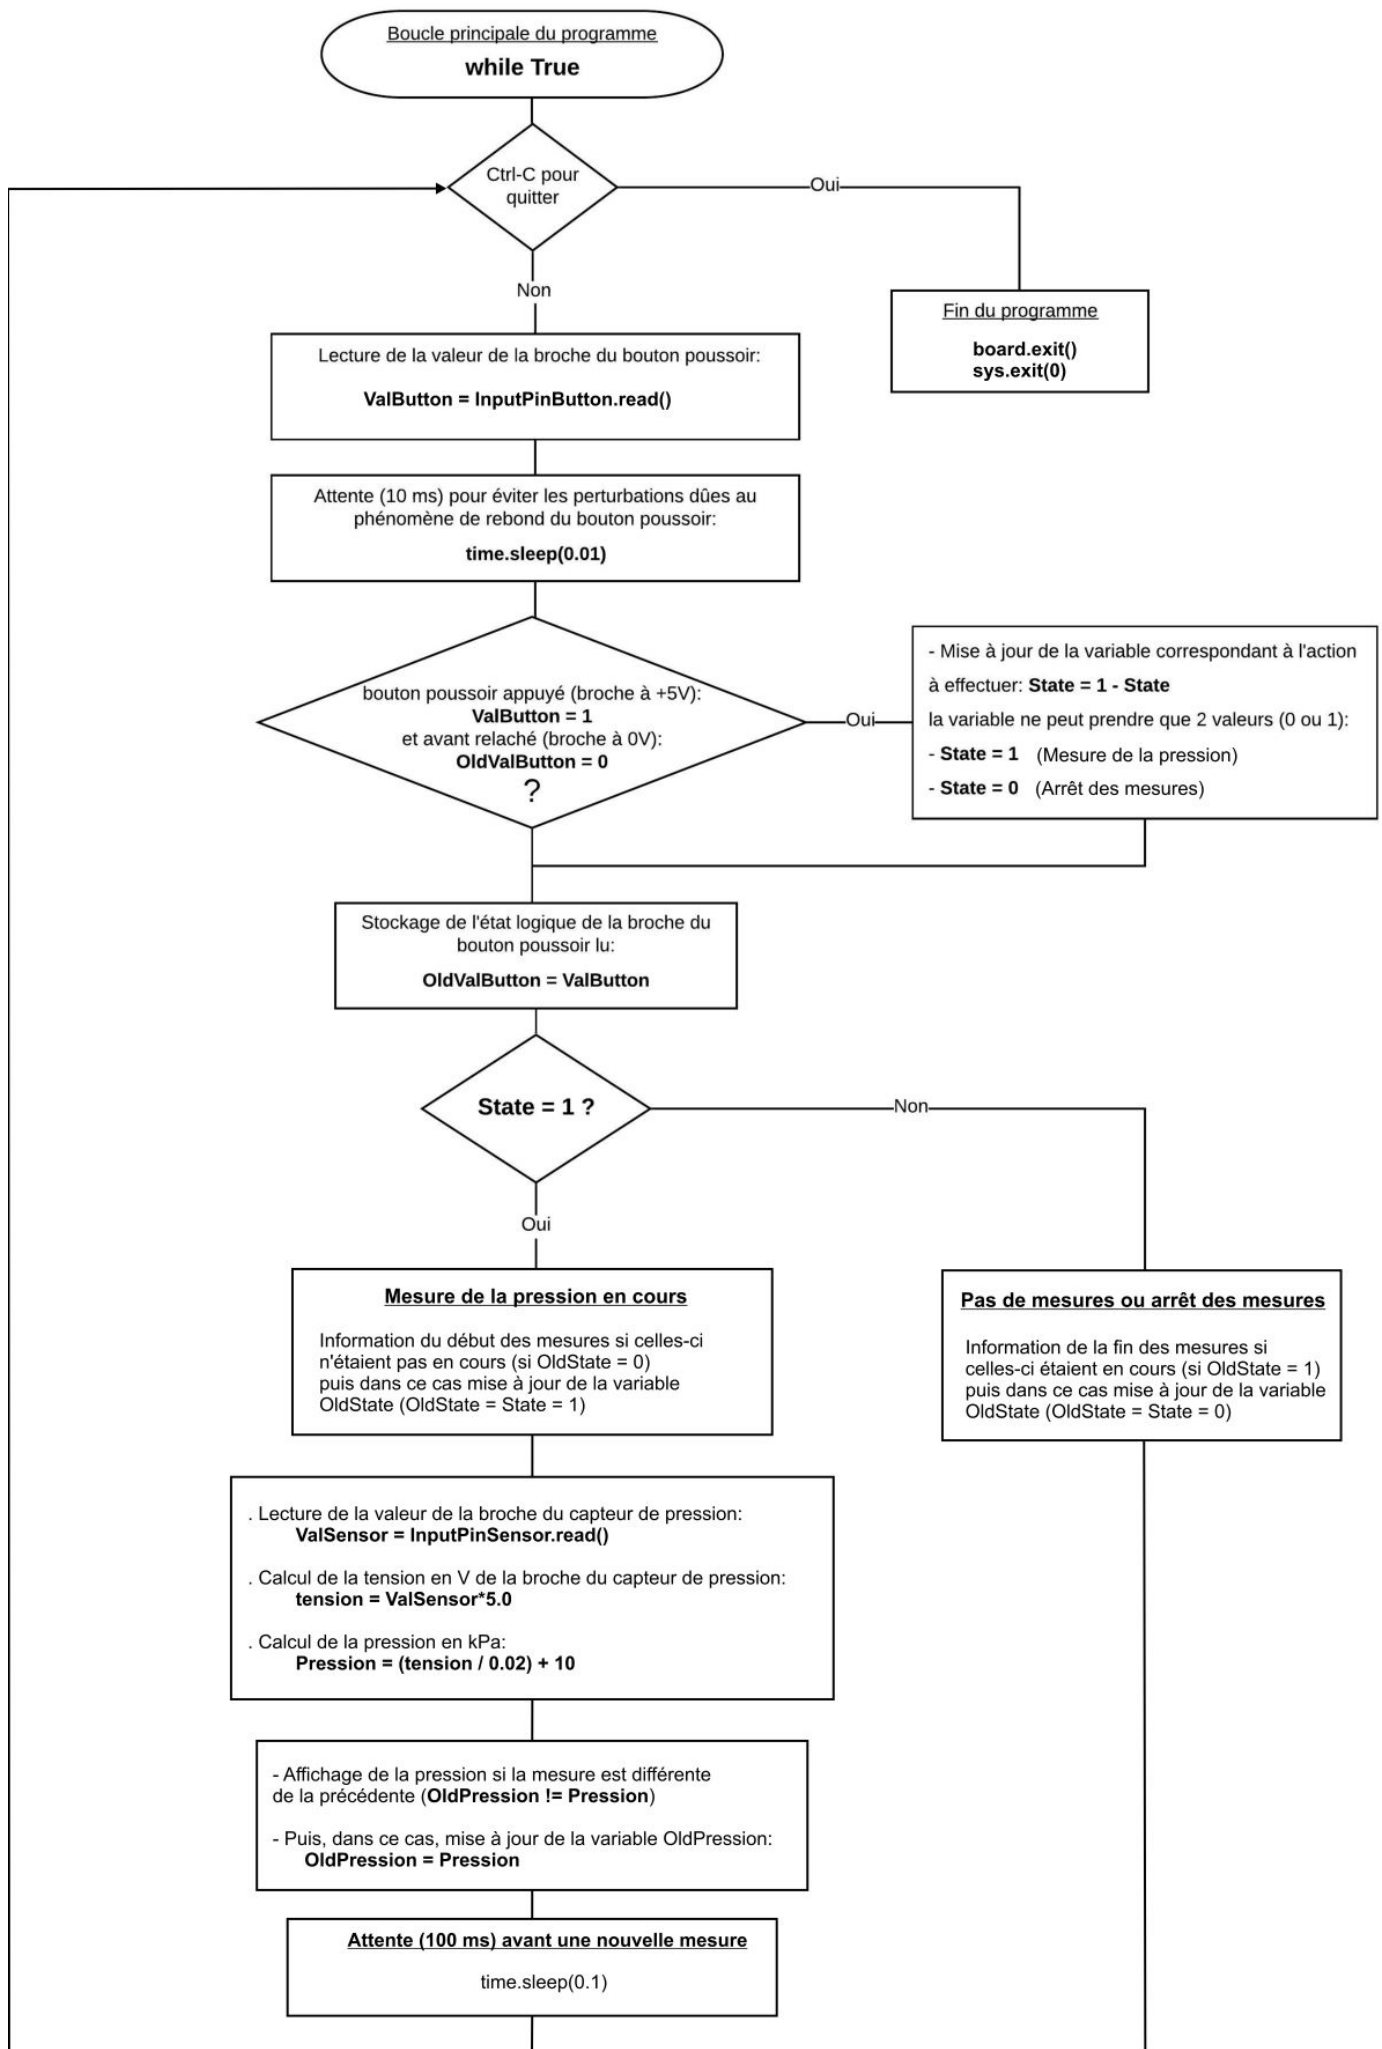 Boucle principale du programme
while True
Ctrl-C pour
quitter
Oui
Non
Fin du programme
board.exit()
sys.exit(0)
Lecture de la valeur de la broche du bouton poussoir:
ValButton = InputPinButton.read()
Attente (10 ms) pour éviter les perturbations dûes au
phénomène de rebond du bouton poussoir:
time.sleep(0.01)
bouton poussoir appuyé (broche à +5V):
ValButton = 1
et avant relaché (broche à 0V):
OldValButton = 0
?
Oui
- Mise à jour de la variable correspondant à l'action
à effectuer: State = 1 - State
la variable ne peut prendre que 2 valeurs (0 ou 1):
- State = 1 (Mesure de la pression)
- State = 0 (Arrêt des mesures)
Stockage de l'état logique de la broche du
bouton poussoir lu:
OldValButton = ValButton
State = 1 ?
Non
Oui
Mesure de la pression en cours
Information du début des mesures si celles-ci
n'étaient pas en cours (si OldState = 0)
puis dans ce cas mise à jour de la variable
OldState (OldState = State = 1)
Pas de mesures ou arrêt des mesures
Information de la fin des mesures si
celles-ci étaient en cours (si OldState = 1)
puis dans ce cas mise à jour de la variable
OldState (OldState = State = 0)
. Lecture de la valeur de la broche du capteur de pression:
ValSensor = InputPinSensor.read()
. Calcul de la tension en V de la broche du capteur de pression:
tension = ValSensor*5.0
. Calcul de la pression en kPa:
Pression = (tension / 0.02) + 10
- Affichage de la pression si la mesure est différente
de la précédente (OldPression != Pression)
- Puis, dans ce cas, mise à jour de la variable OldPression:
OldPression = Pression
Attente (100 ms) avant une nouvelle mesure
time.sleep(0.1)